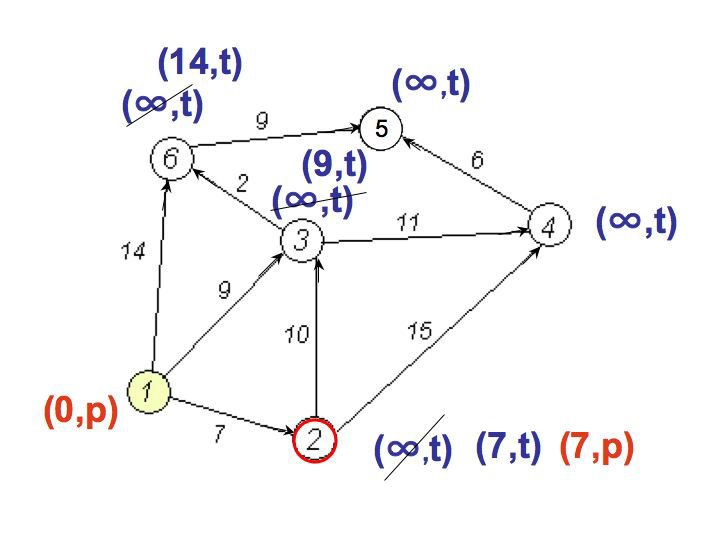 (14,t)
(∞,t)
(∞,t)
9
5
6
(9,t)
6
2
(∞,t)
3
11
4
(∞,t)
14
9
10
15
1
(0,p)
7
2
(∞,t) (7,t) (7,p)